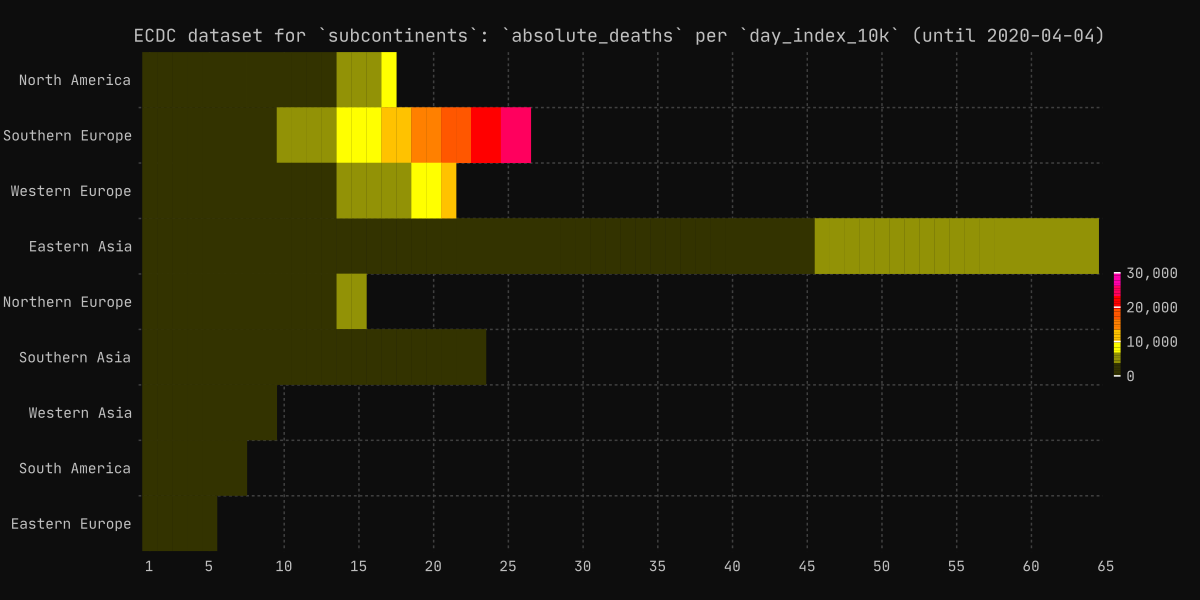 ECDC dataset for `subcontinents`: `absolute_deaths` per `day_index_10k` (until 2020-04-04)
North America
Southern Europe
Western Europe
Eastern Asia
Northern Europe
Southern Asia
Western Asia
South America
Eastern Europe
30,000
20,000
10,000
0
1 5 10 15 20 25 30 35 40 45 50 55 60 65